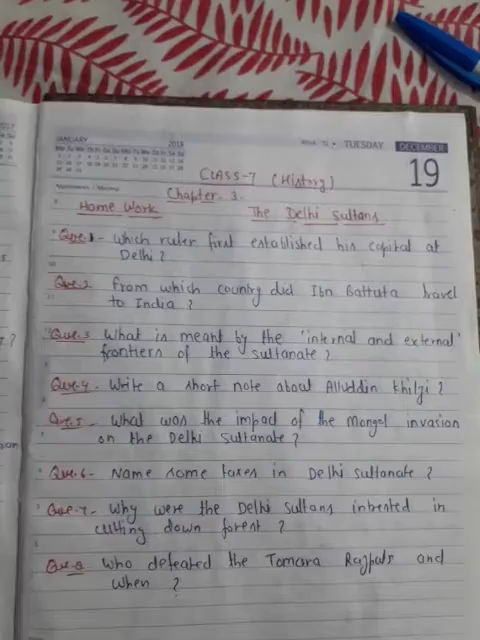 JANUARY 2018
TUESDAY DECEMBER
19
CLASS-7 (History)
Chapter. 3.
Home Work The Delhi Sultans
Que.1- Which ruler first established his capital at
Delhi ?
Que.2 From which country did Ibn Battuta travel
to India ?
Que.3 What is meant by the 'internal and external'
frontiers of the sultanate ?
Que.4- Write a short note about Alluddin Khilzi ?
Que.5- What was the impact of the Mongol invasion
on the Delhi Sultanate ?
Que.6- Name some taxes in Delhi sultanate ?
Que.7- Why were the Delhi sultans intrested in
cutting down forest ?
Que.8 Who defeated the Tomara Rajputs and
when ?